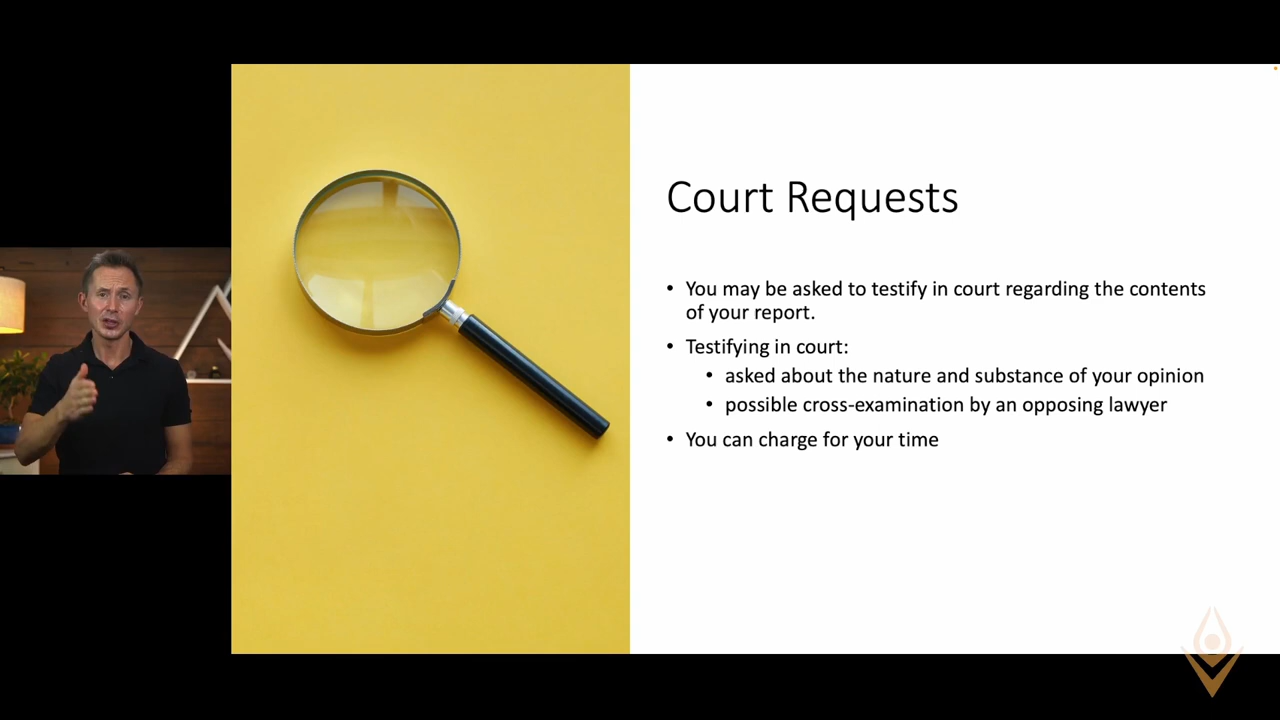 Court Requests
• You may be asked to testify in court regarding the contents
of your report.
• Testifying in court:
• asked about the nature and substance of your opinion
• possible cross-examination by an opposing lawyer
• You can charge for your time